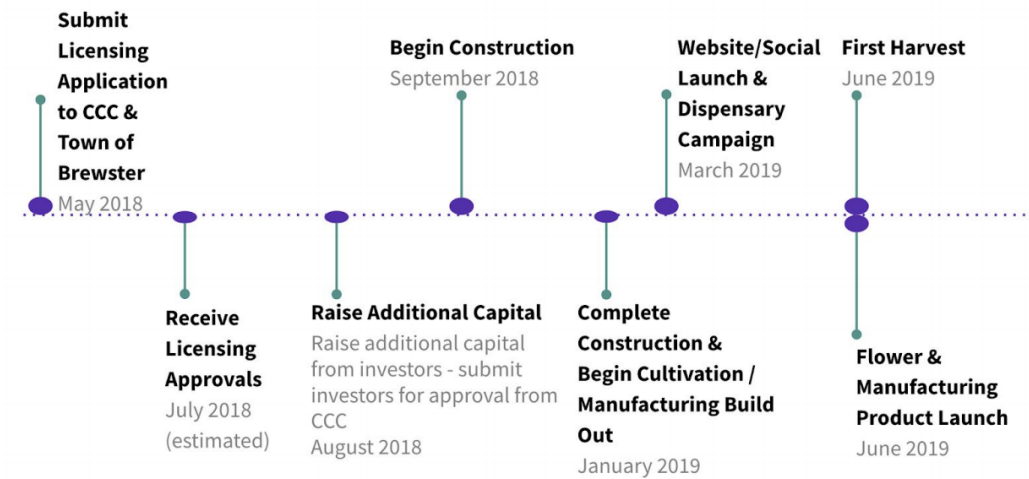 Submit
Licensing
Application
to CCC &
Town of
Brewster
May 2018
Receive
Licensing
Approvals
July 2018
(estimated)
Raise Additional Capital
Raise additional capital
from investors - submit
investors for approval from
CCC
August 2018
Begin Construction
September 2018
Complete
Construction &
Begin Cultivation /
Manufacturing Build
Out
January 2019
Website/Social
Launch &
Dispensary
Campaign
March 2019
First Harvest
June 2019
Flower &
Manufacturing
Product Launch
June 2019